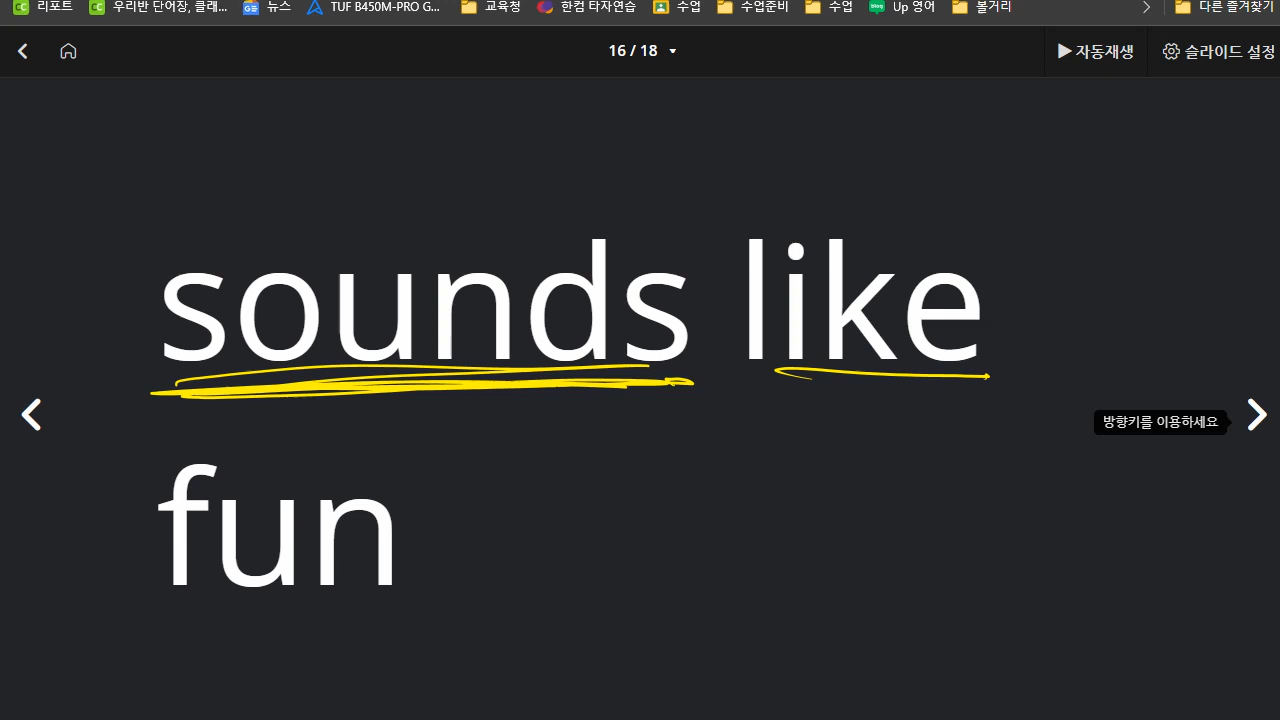 리포트 우리반 단어장, 클래... 뉴스 TUF B450M-PRO G... 교육청 한컴 타자연습 수업 수업준비 수업 Up 영어 볼거리 다른 즐겨찾기
16 / 18 자동재생 슬라이드 설정
sounds like
방향키를 이용하세요
fun